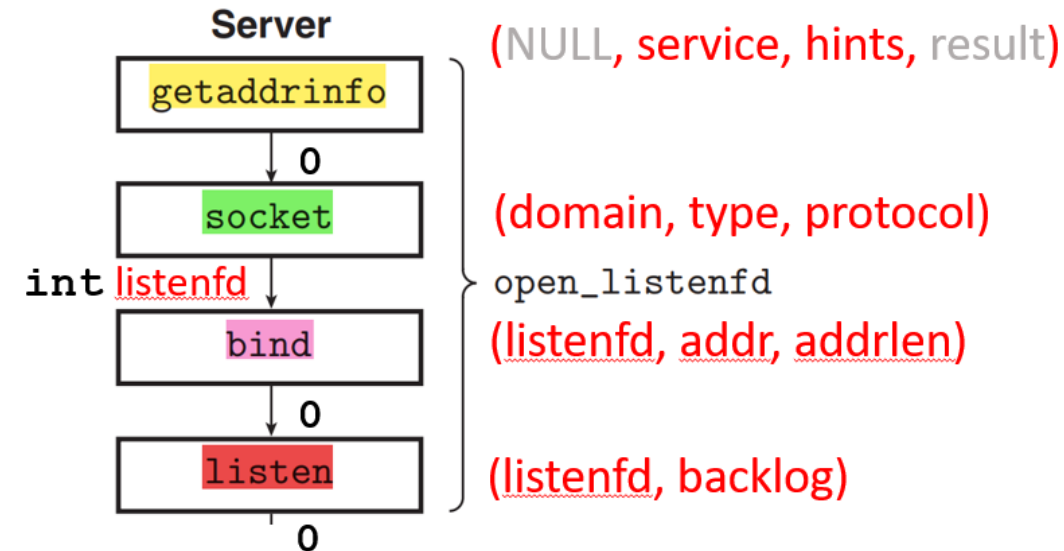 Server
(NULL, service, hints, result)
getaddrinfo
0
socket
(domain, type, protocol)
int listenfd
open_listenfd
bind
(listenfd, addr, addrlen)
0
listen
(listenfd, backlog)
0